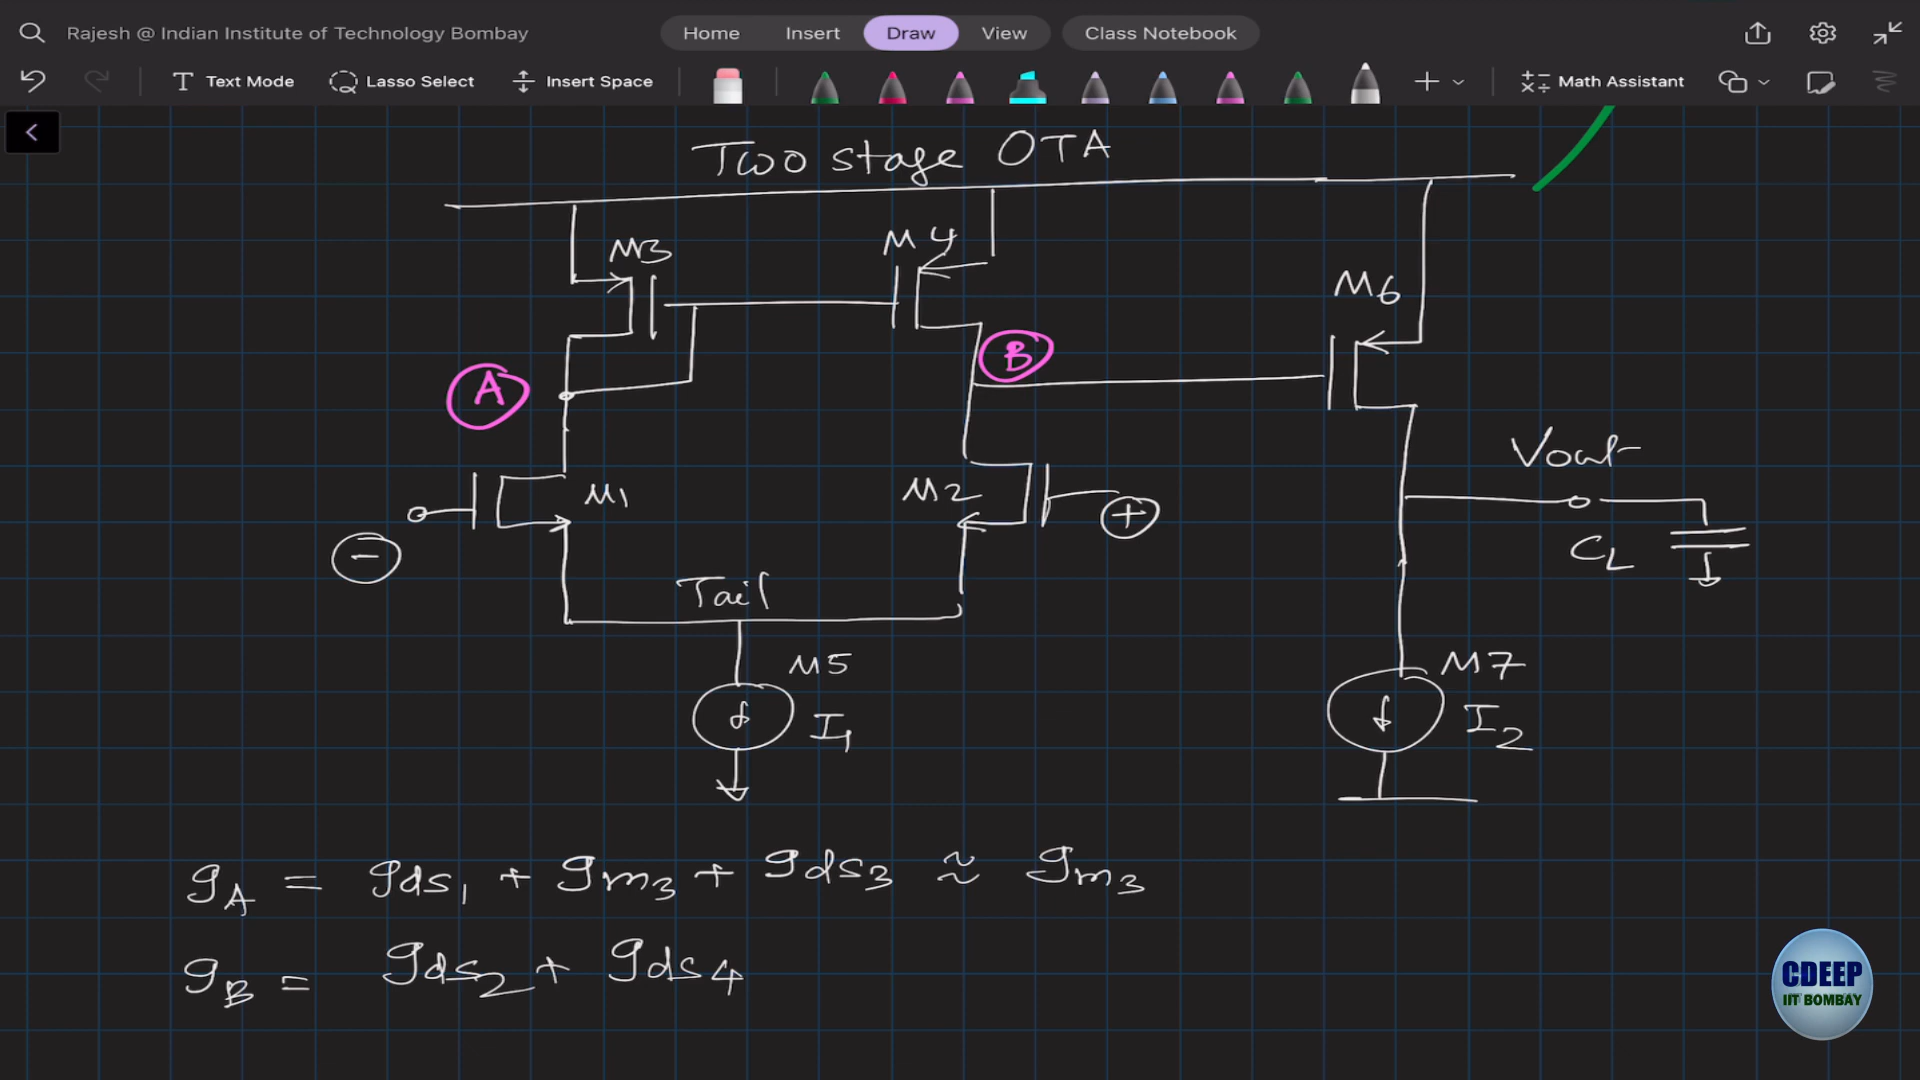 Rajesh @ Indian Institute of Technology Bombay
Home Insert Draw View Class Notebook
Text Mode Lasso Select Insert Space Math Assistant
Two stage OTA
M3 M4
M6
A B
M1 M2
Vout
CL
- +
Tail
M5
I1
M7
I2
gA = gds1 + gm3 + gds3 ≈ gm3
gB = gds2 + gds4
CDEEP
IIT BOMBAY